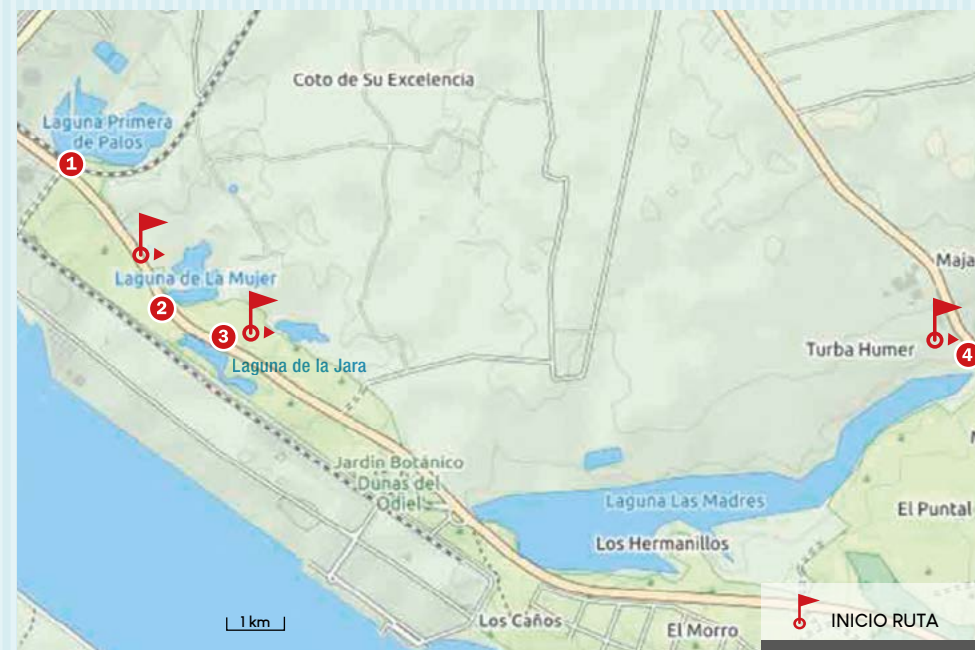 Coto de Su Excelencia
Laguna Primera
de Palos
1
Laguna de La Mujer
2
3
Laguna de la Jara
Maja
Turba Humer
4
Jardín Botánico
Dunas del
Odiel
Laguna Las Madres
El Puntal
Los Hermanillos
1 km
Los Caños
El Morro
INICIO RUTA